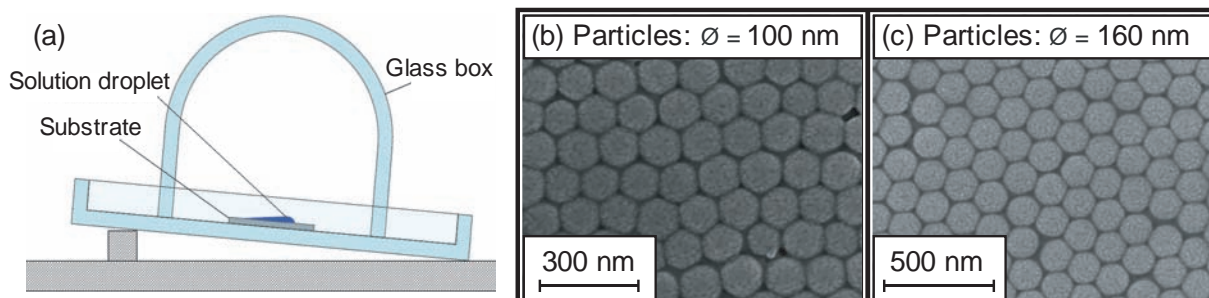 (a)
Solution droplet
Substrate
Glass box
(b) Particles: Ø = 100 nm
300 nm
(c) Particles: Ø = 160 nm
500 nm